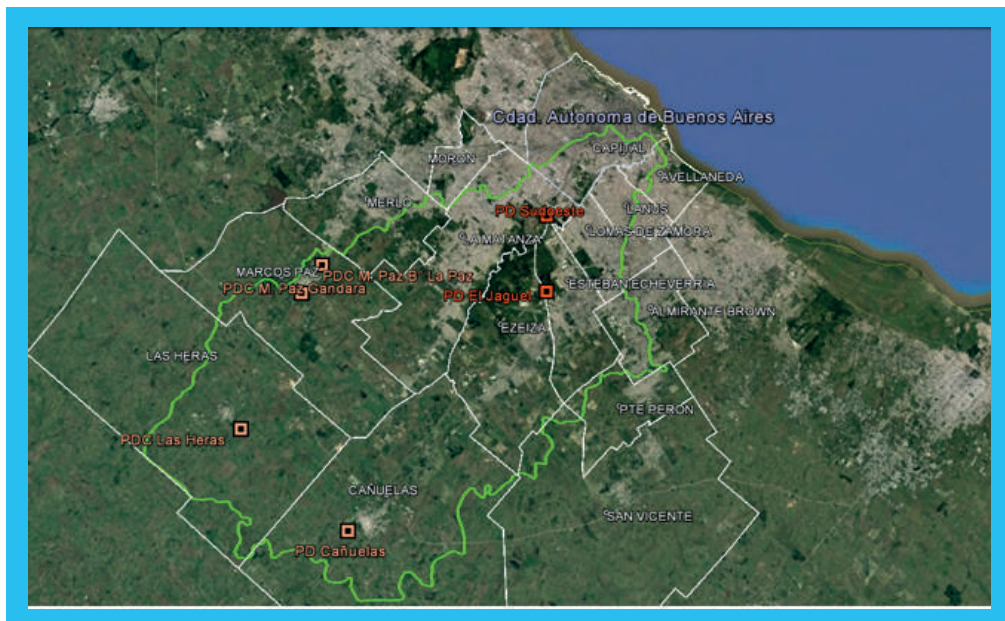 Cdad. Autonoma de Buenos Aires
CAPITAL
MORON
AVELLANEDA
MERLO
LANUS
PD Sudoeste
LOMAS DE ZAMORA
LA MATANZA
MARCOS PAZ
PDC M. Paz B° La Paz
PDC M. Paz Gandara
ESTEBAN ECHEVERRIA
PD El Jaguel
ALMIRANTE BROWN
EZEIZA
LAS HERAS
PTE PERON
PDC Las Heras
CAÑUELAS
SAN VICENTE
PD Cañuelas